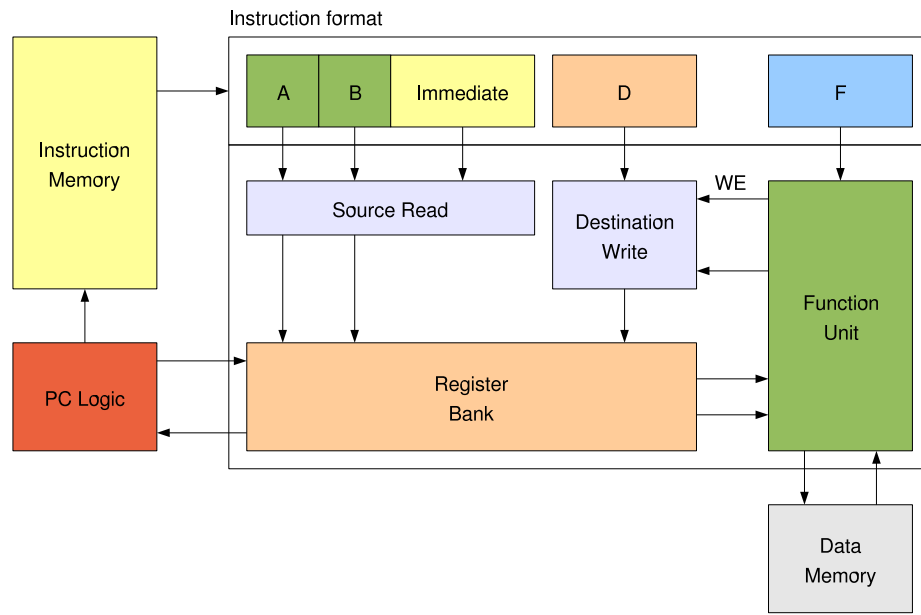 Instruction format
A
B
Immediate
D
F
Instruction
Memory
Source Read
WE
Destination
Write
Function
Unit
PC Logic
Register
Bank
Data
Memory